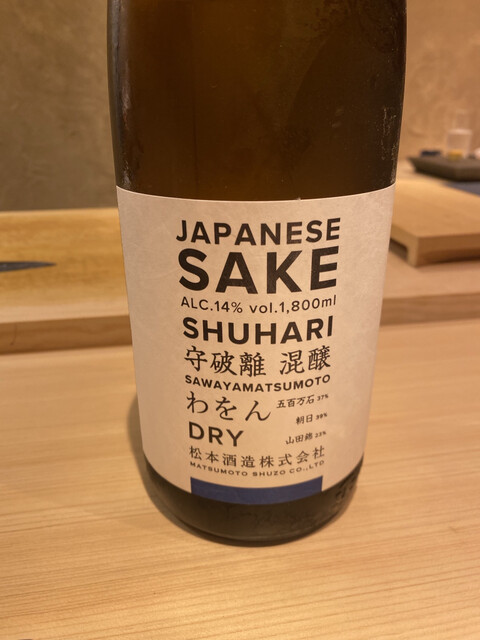 JAPANESE
SAKE
ALC.14% vol.1,800ml
SHUHARI
守破離 混醸
SAWAYAMATSUMOTO
わをん
五百万石 37%
朝日 39%
山田錦 23%
DRY
松本酒造株式会社
MATSUMOTO SHUZO CO.,LTD